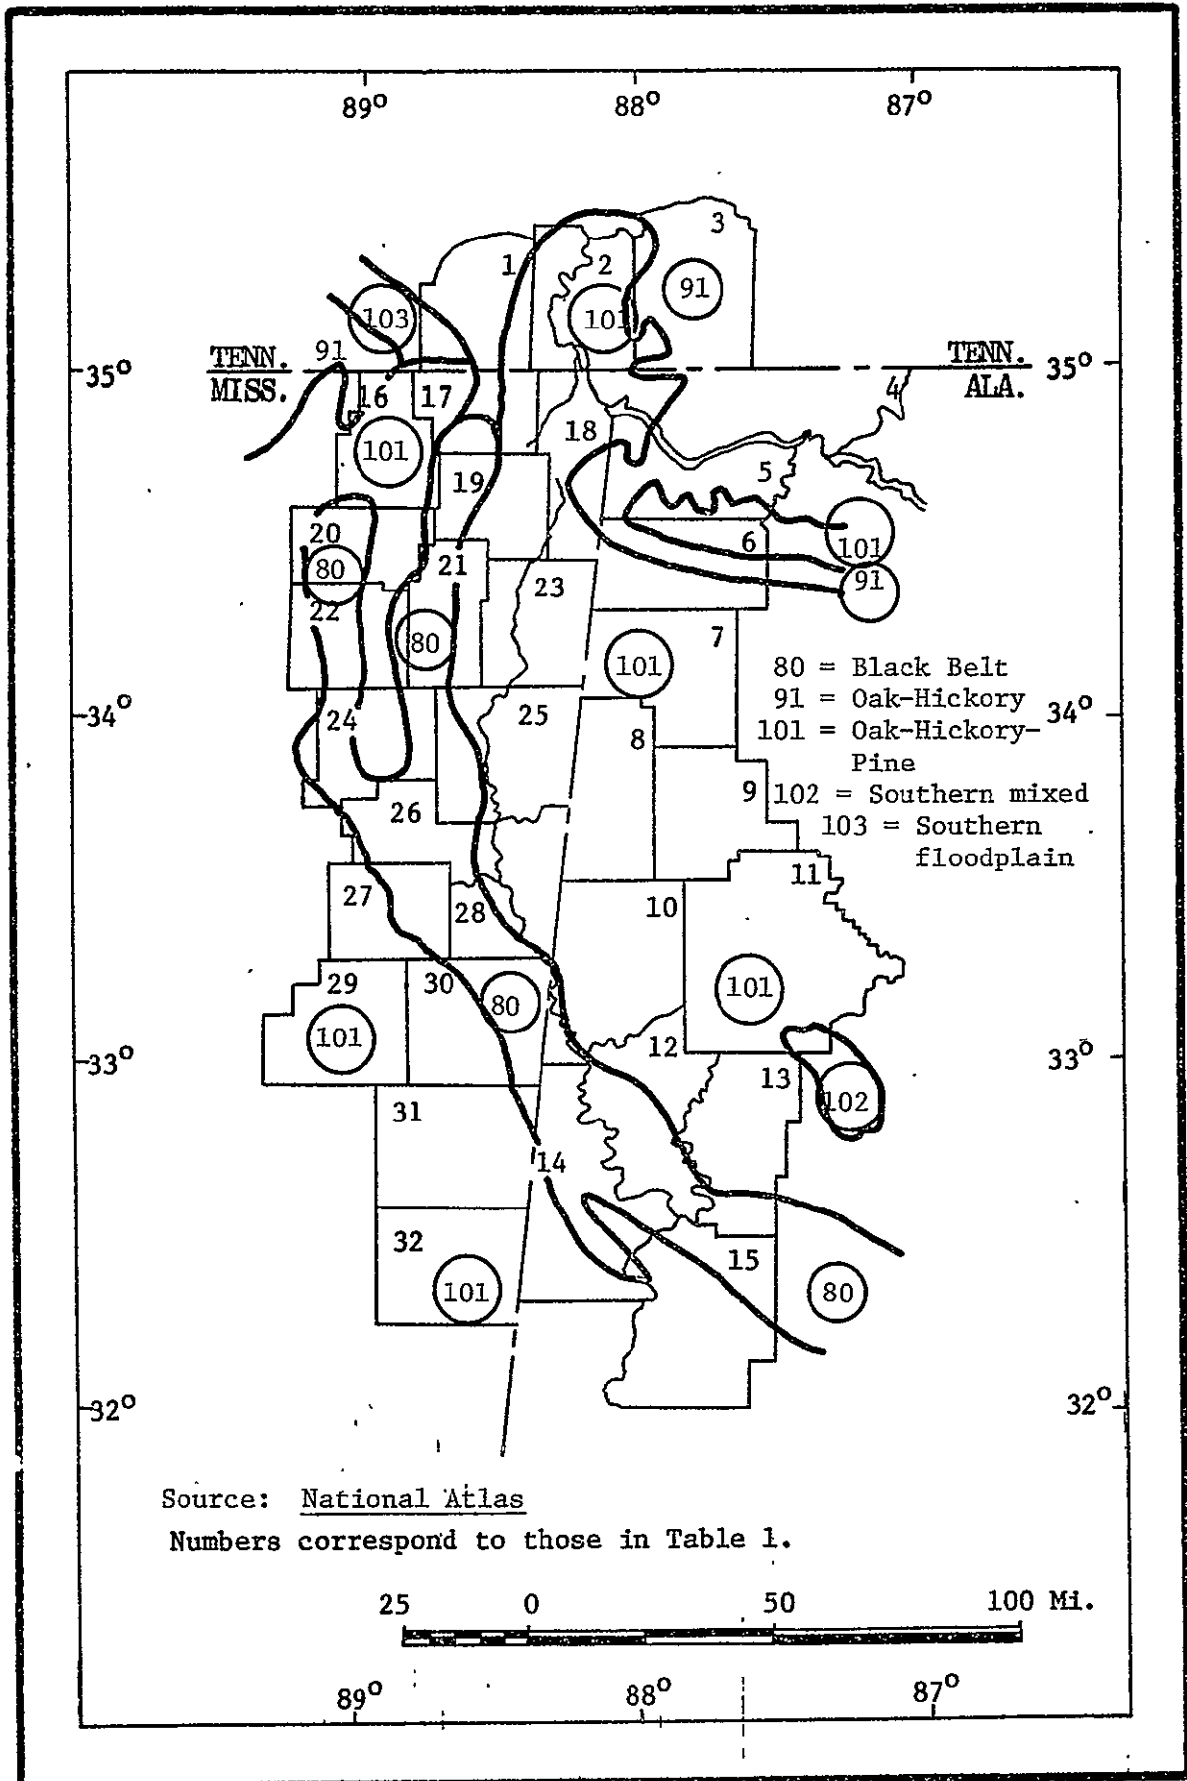 89° 88° 87°
3
1 2
91
103 101
91
TENN. TENN.
35° 35°
MISS. ALA.
4
16 17
18
101
5
19
20 6 101
80 21 91
22 23
80 101 7
80 = Black Belt
91 = Oak-Hickory
34° 24 25 34°
8 101 = Oak-Hickory-
Pine
9 102 = Southern mixed
26 103 = Southern
floodplain
11
27 28 10
29 30 80 101
101
33° 12 33°
13
102
31
14
32 15
101 80
32° 32°
Source: National Atlas
Numbers correspond to those in Table 1.
25 0 50 100 Mi.
89° 88° 87°